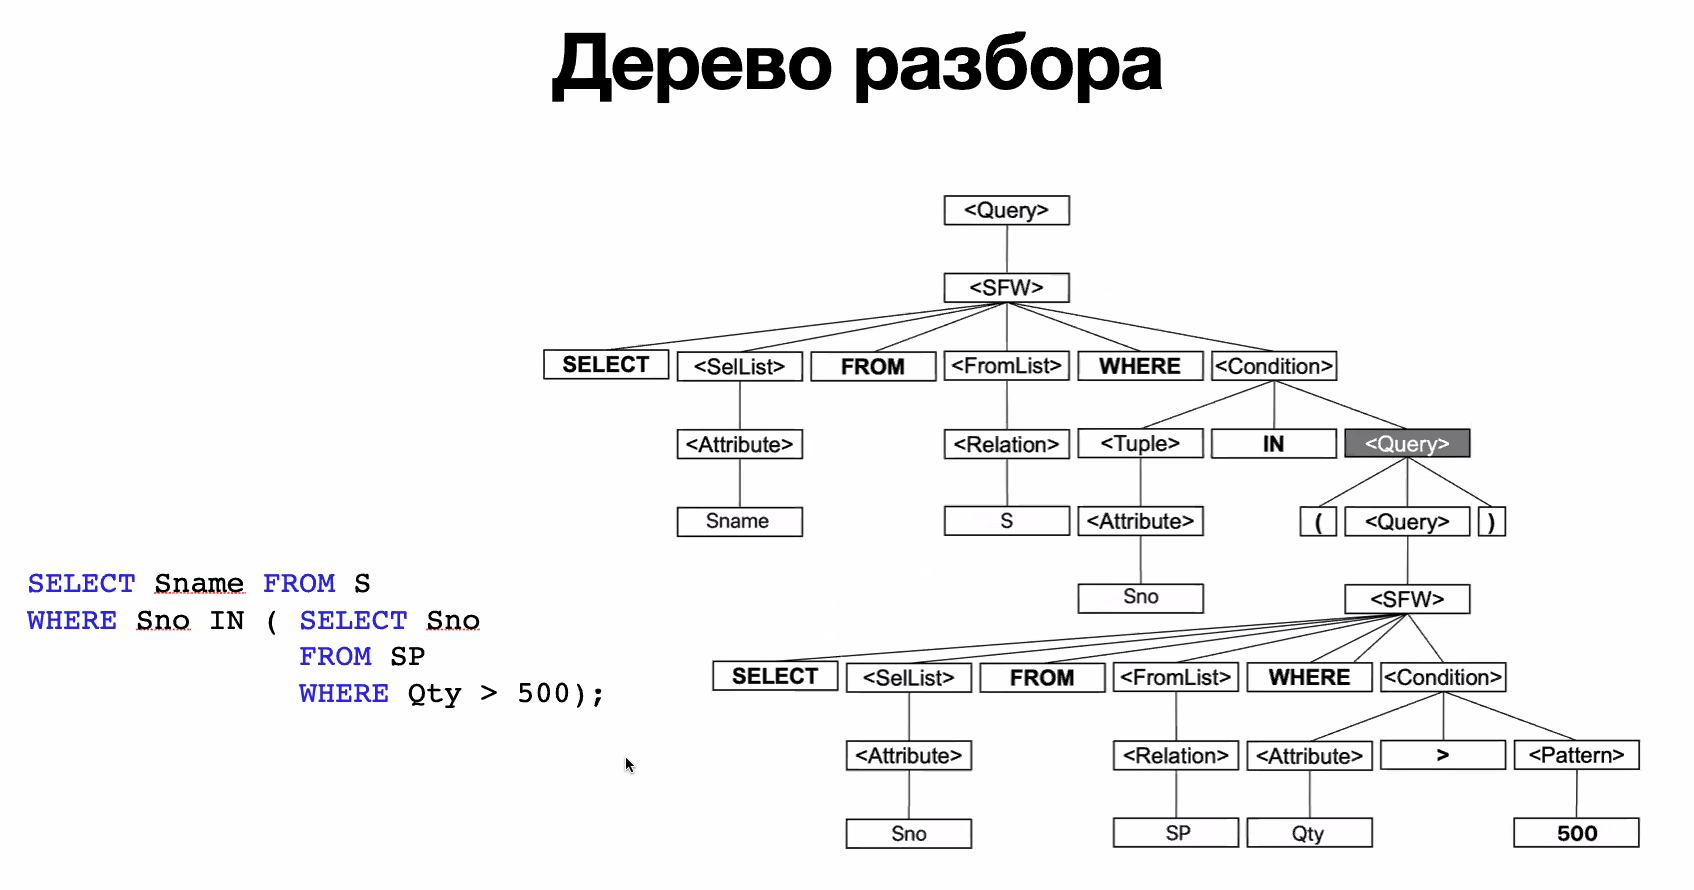 Дерево разбора
<Query>
<SFW>
SELECT <SelList> FROM <FromList> WHERE <Condition>
<Attribute> <Relation> <Tuple> IN <Query>
Sname S <Attribute> ( <Query> )
Sno <SFW>
SELECT <SelList> FROM <FromList> WHERE <Condition>
<Attribute> <Relation> <Attribute> > <Pattern>
Sno SP Qty 500
SELECT Sname FROM S
WHERE Sno IN ( SELECT Sno
FROM SP
WHERE Qty > 500);